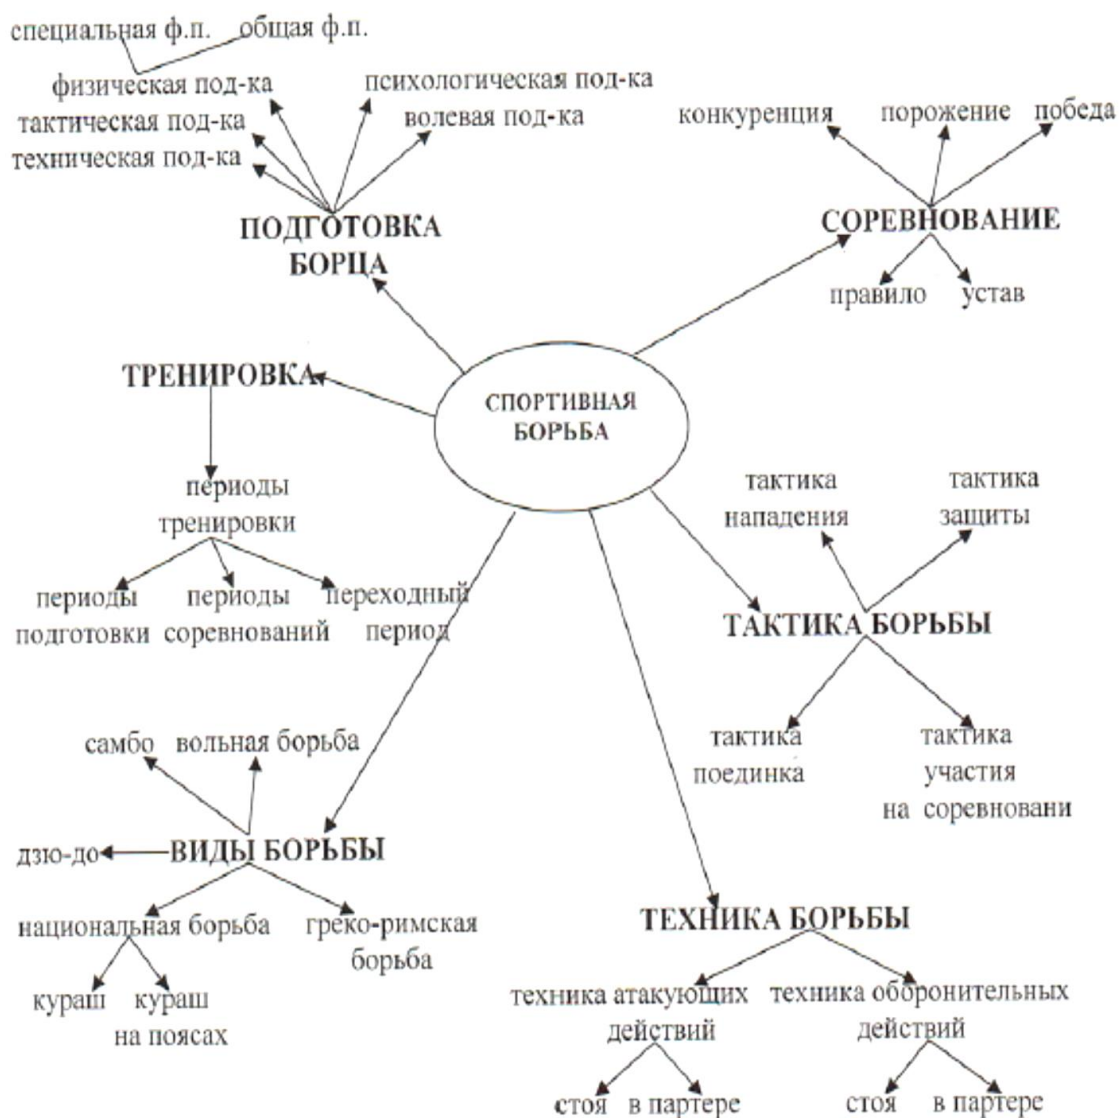 специальная ф.п. общая ф.п.
физическая под-ка
тактическая под-ка
техническая под-ка
психологическая под-ка
волевая под-ка
ПОДГОТОВКА
БОРЦА
конкуренция порожение победа
СОРЕВНОВАНИЕ
правило устав
ТРЕНИРОВКА
СПОРТИВНАЯ
БОРЬБА
периоды
тренировки
периоды
подготовки
периоды
соревнований
переходный
период
тактика
нападения
тактика
защиты
ТАКТИКА БОРЬБЫ
тактика
поединка
тактика
участия
на соревновани
самбо вольная борьба
дзю-до
ВИДЫ БОРЬБЫ
национальная борьба
греко-римская
борьба
кураш
кураш
на поясах
ТЕХНИКА БОРЬБЫ
техника атакующих
действий
техника оборонительных
действий
стоя в партере
стоя в партере